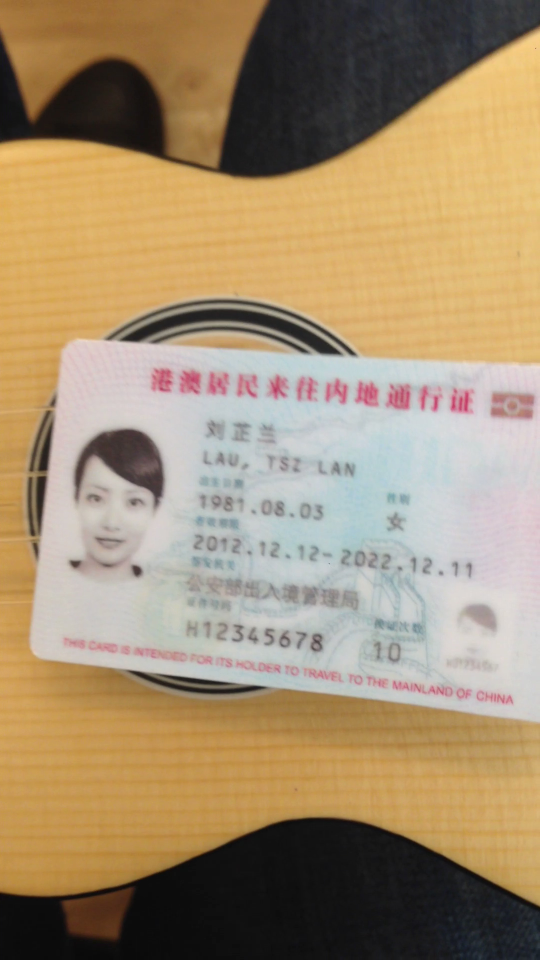 港澳居民来往内地通行证
刘芷兰
LAU, TSZ LAN
出生日期 性别
1981.08.03 女
有效期限
2012.12.12-2022.12.11
签发机关
公安部出入境管理局
证件号码 换证次数
H12345678 10
THIS CARD IS INTENDED FOR ITS HOLDER TO TRAVEL TO THE MAINLAND OF CHINA